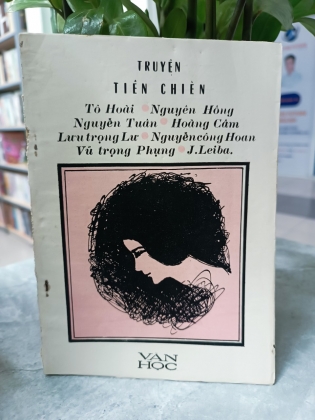 TRUYỆN
TIỀN CHIẾN
Tô Hoài • Nguyên Hồng
Nguyễn Tuân • Hoàng Cầm
Lưu trọng Lư • Nguyễn công Hoan
Vũ trọng Phụng • J. Leiba.
VĂN
HỌC